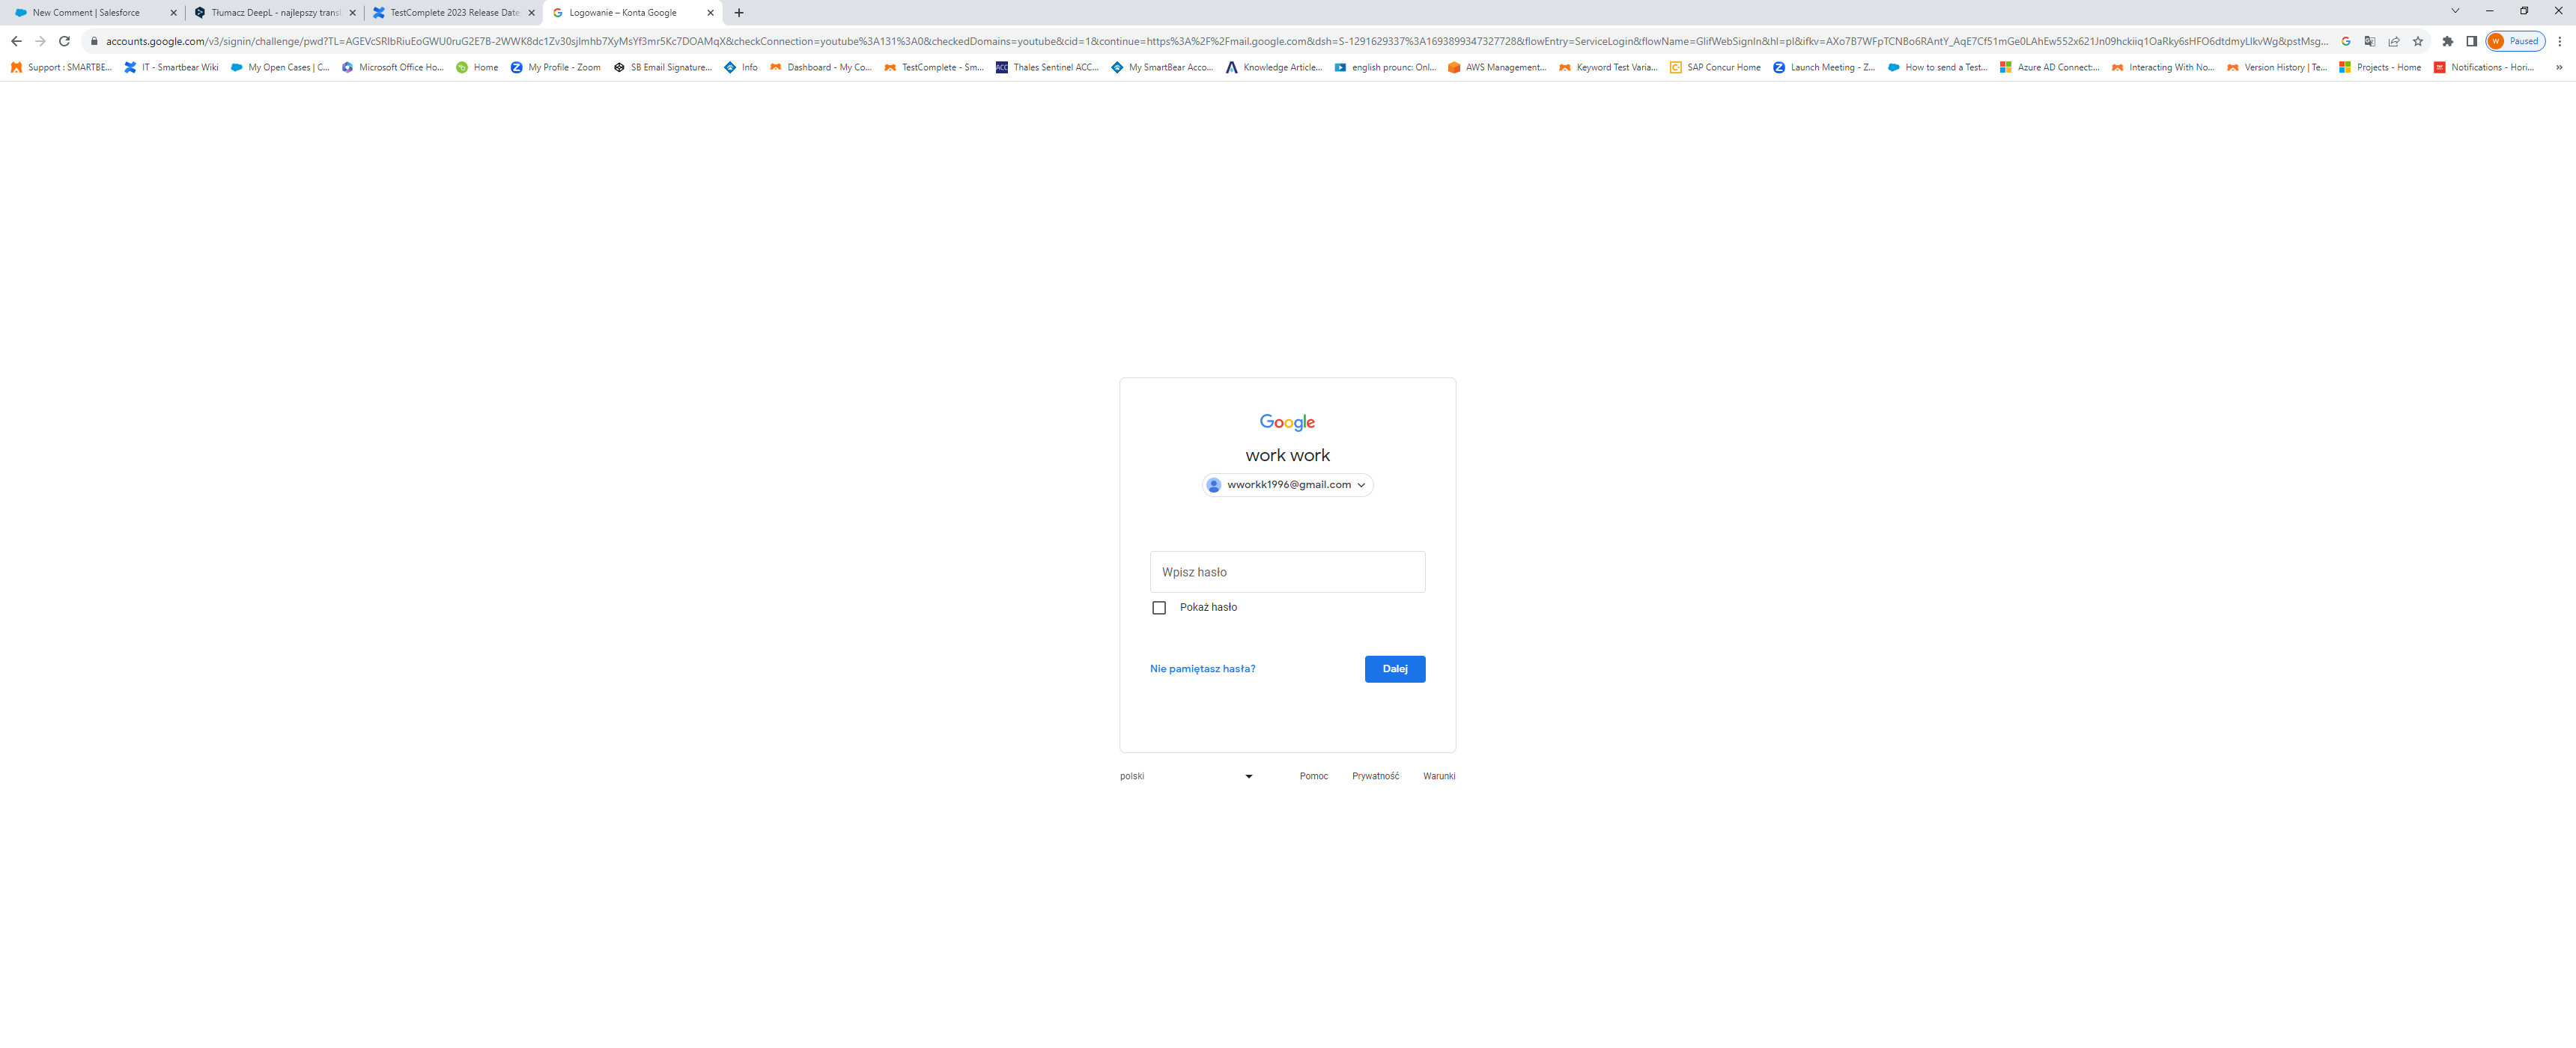 New Comment | Salesforce
Tłumacz DeepL - najlepszy transl
TestComplete 2023 Release Date
Logowanie – Konta Google
accounts.google.com/v3/signin/challenge/pwd?TL=AGEVcSRIbRiuEoGWU0ruG2E7B-2WWK8dc1Zv30sjlmhb7XyMsYf3mr5Kc7DOAMqX&checkConnection=youtube%3A131%3A0&checkedDomains=youtube&cid=1&continue=https%3A%2F%2Fmail.google.com&dsh=S-1291629337%3A1693899347327728&flowEntry=ServiceLogin&flowName=GlifWebSignIn&hl=pl&ifkv=AXo7B7WFpTCNBo6RAntY_AqE7Cf51mGe0LAhEw552x621Jn09hckiiq1OaRky6sHFO6dtdmyLlkvWg&pstMsg...
W Paused
Support : SMARTBE... IT - Smartbear Wiki My Open Cases | C... Microsoft Office Ho... Home My Profile - Zoom SB Email Signature... Info Dashboard - My Co... TestComplete - Sm... ACC Thales Sentinel ACC... My SmartBear Acco... Knowledge Article... english prounc: Onl... AWS Management... Keyword Test Varia... SAP Concur Home Launch Meeting - Z... How to send a Test... Azure AD Connect:... Interacting With No... Version History | Te... Projects - Home Notifications - Hori... »
Google
work work
wworkk1996@gmail.com
Wpisz hasło
Pokaż hasło
Nie pamiętasz hasła? Dalej
polski Pomoc Prywatność Warunki